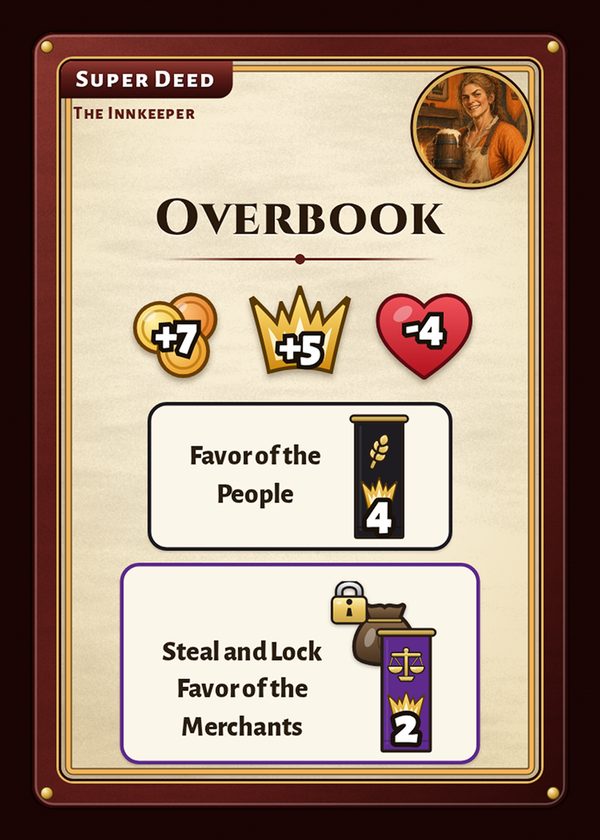 Super Deed
The Innkeeper
Overbook
+7 +5 -4
Favor of the
People
4
Steal and Lock
Favor of the
Merchants
2